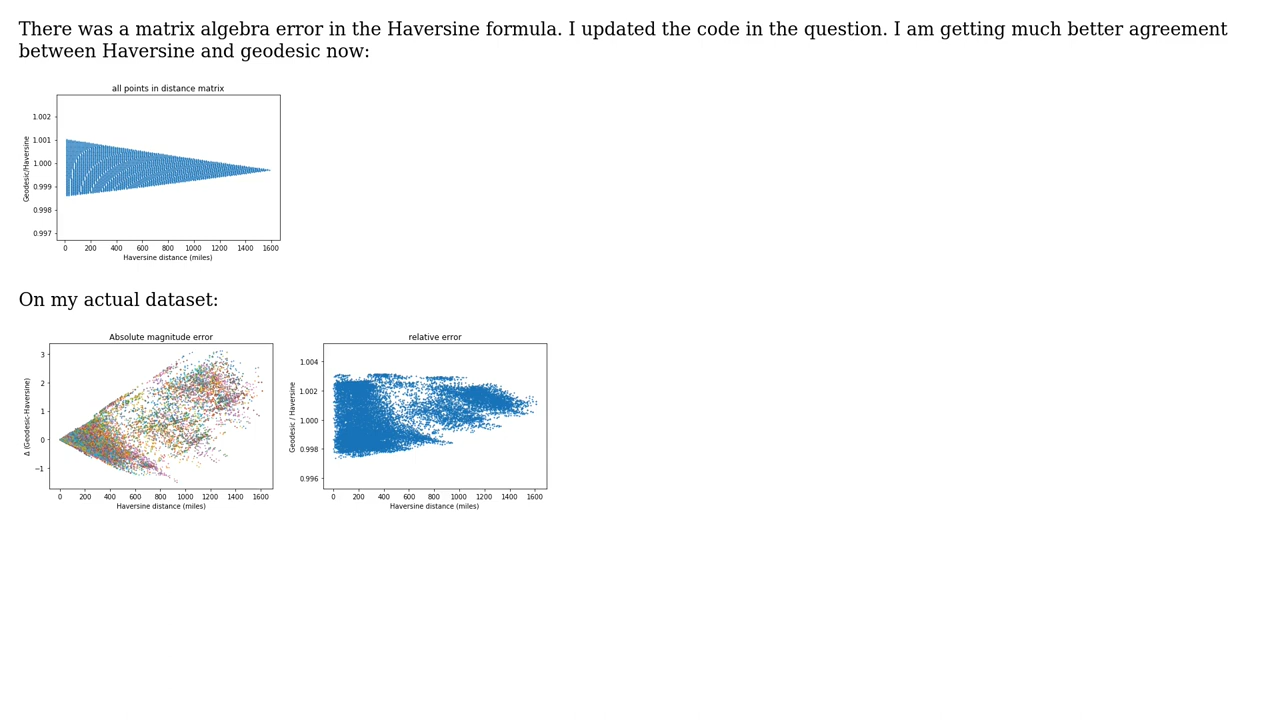 There was a matrix algebra error in the Haversine formula. I updated the code in the question. I am getting much better agreement
between Haversine and geodesic now:
all points in distance matrix
Geodesic/Haversine
1.002
1.001
1.000
0.999
0.998
0.997
0 200 400 600 800 1000 1200 1400 1600
Haversine distance (miles)
On my actual dataset:
Absolute magnitude error
Δ (Geodesic-Haversine)
3
2
1
0
−1
0 200 400 600 800 1000 1200 1400 1600
Haversine distance (miles)
relative error
Geodesic / Haversine
1.004
1.002
1.000
0.998
0.996
0 200 400 600 800 1000 1200 1400 1600
Haversine distance (miles)